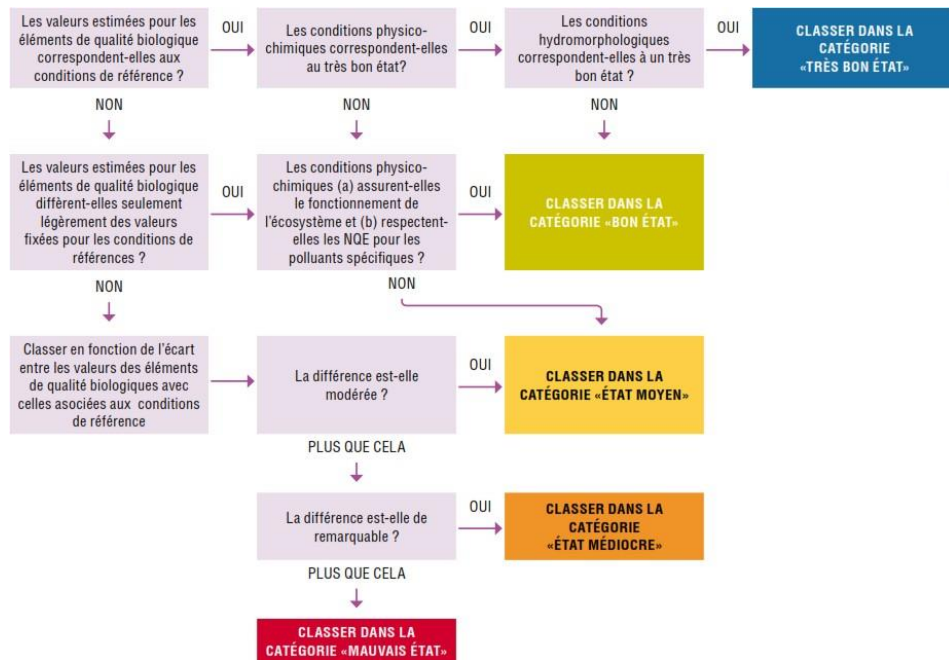 Les valeurs estimées pour les
éléments de qualité biologique
correspondent-elles aux
conditions de référence ?
OUI
Les conditions physico-
chimiques correspondent-elles
au très bon état?
OUI
Les conditions
hydromorphologiques
correspondent-elles à un très
bon état ?
OUI
CLASSER DANS LA
CATÉGORIE
«TRÈS BON ÉTAT»
NON
NON
NON
Les valeurs estimées pour les
éléments de qualité biologique
diffèrent-elles seulement
légèrement des valeurs
fixées pour les conditions de
références ?
OUI
Les conditions physico-
chimiques (a) assurent-elles
le fonctionnement de
l'écosystème et (b) respectent-
elles les NQE pour les
polluants spécifiques ?
OUI
CLASSER DANS LA
CATÉGORIE «BON ÉTAT»
NON
NON
Classer en fonction de l'écart
entre les valeurs des éléments
de qualité biologiques avec
celles asociées aux conditions
de référence
La différence est-elle
modérée ?
OUI
CLASSER DANS LA
CATÉGORIE «ÉTAT MOYEN»
PLUS QUE CELA
La différence est-elle de
remarquable ?
OUI
CLASSER DANS LA
CATÉGORIE
«ÉTAT MÉDIOCRE»
PLUS QUE CELA
CLASSER DANS LA
CATÉGORIE «MAUVAIS ÉTAT»